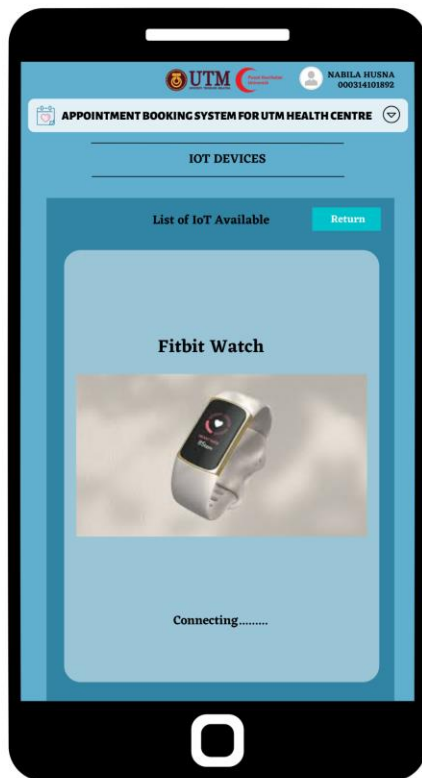 UTM
NABILA HUSNA
000314101892
APPOINTMENT BOOKING SYSTEM FOR UTM HEALTH CENTRE
IOT DEVICES
List of IoT Available
Return
Fitbit Watch
Connecting.........